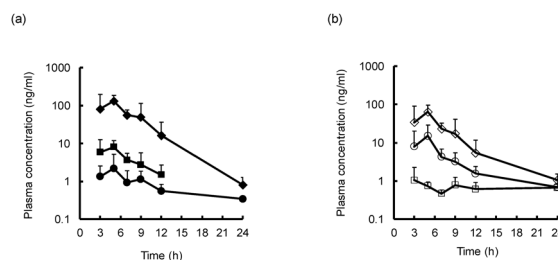 (a)
(b)
Plasma concentration (ng/ml)
1000
100
10
1
0.1
0 3 6 9 12 15 18 21 24
Time (h)
Plasma concentration (ng/ml)
1000
100
10
1
0.1
0 3 6 9 12 15 18 21
Time (h)